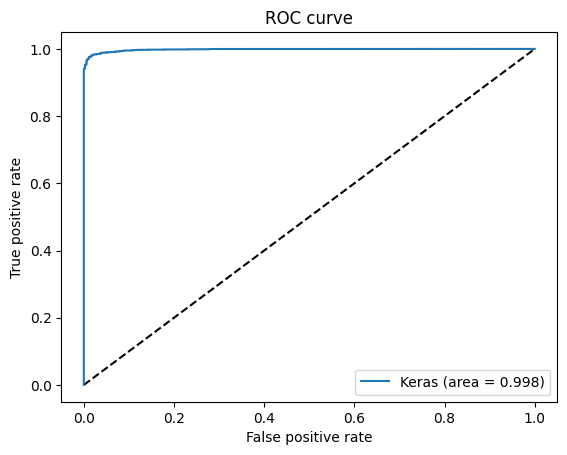 ROC curve
True positive rate
1.0
0.8
0.6
0.4
0.2
0.0
Keras (area = 0.998)
0.0 0.2 0.4 0.6 0.8 1.0
False positive rate